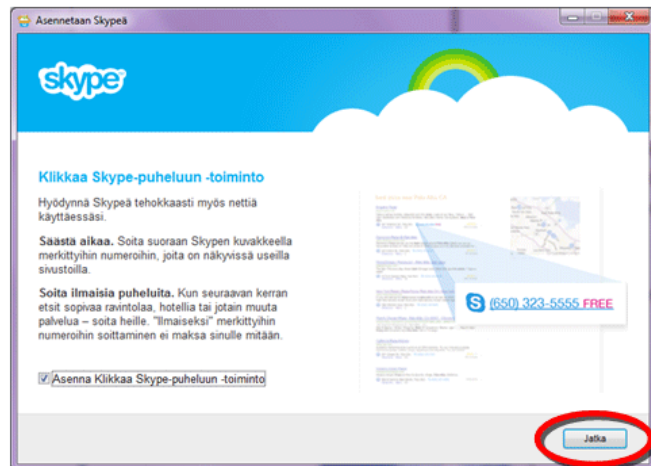 Asennetaan Skypeä
skype
Klikkaa Skype-puheluun -toiminto
Hyödynnä Skypeä tehokkaasti myös nettiä
käyttäessäsi.
Säästä aikaa. Soita suoraan Skypen kuvakkeella
merkittyihin numeroihin, joita on näkyvissä useilla
sivustoilla.
Soita ilmaisia puheluita. Kun seuraavan kerran
etsit sopivaa ravintolaa, hotellia tai jotain muuta
palvelua – soita heille. "Ilmaiseksi" merkittyihin
numeroihin soittaminen ei maksa sinulle mitään.
(650) 323-5555 FREE
Asenna Klikkaa Skype-puheluun -toiminto
Jatka